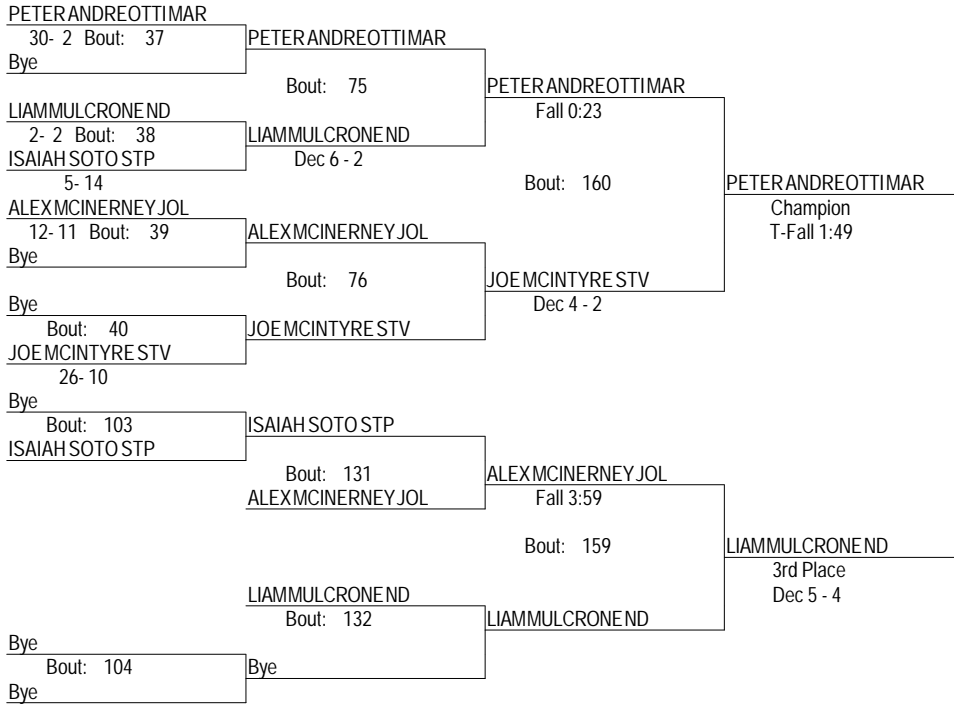 PETER ANDREOTTI MAR
30- 2 Bout: 37
PETER ANDREOTTI MAR
Bye
Bout: 75
PETER ANDREOTTI MAR
LIAM MULCRONE ND
Fall 0:23
2- 2 Bout: 38
LIAM MULCRONE ND
ISAIAH SOTO STP
Dec 6 - 2
5- 14
Bout: 160
PETER ANDREOTTI MAR
ALEX MCINERNEY JOL
Champion
12- 11 Bout: 39
ALEX MCINERNEY JOL
T-Fall 1:49
Bye
Bout: 76
JOE MCINTYRE STV
Bye
Dec 4 - 2
Bout: 40
JOE MCINTYRE STV
JOE MCINTYRE STV
26- 10
Bye
Bout: 103
ISAIAH SOTO STP
ISAIAH SOTO STP
Bout: 131
ALEX MCINERNEY JOL
ALEX MCINERNEY JOL
Fall 3:59
Bout: 159
LIAM MULCRONE ND
3rd Place
LIAM MULCRONE ND
Dec 5 - 4
Bout: 132
LIAM MULCRONE ND
Bye
Bout: 104
Bye
Bye